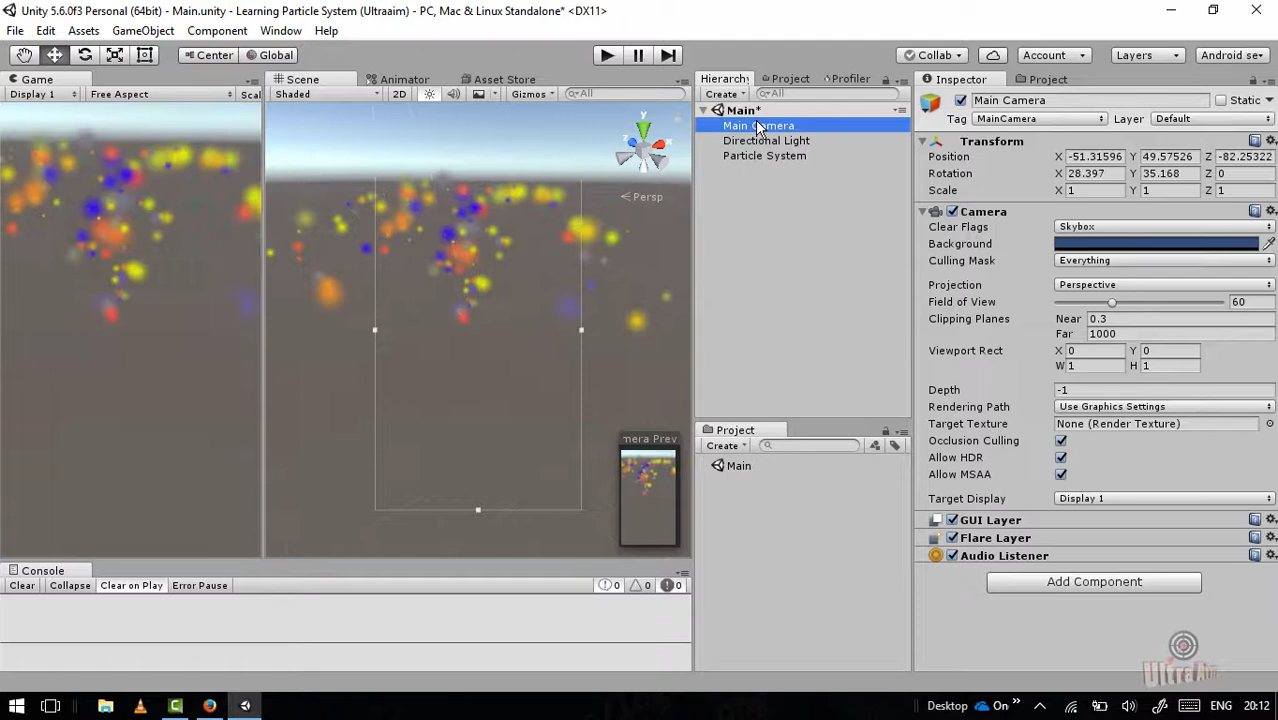 Unity 5.6.0f3 Personal (64bit) - Main.unity - Learning Particle System (Ultraaim) - PC, Mac & Linux Standalone* <DX11>
File Edit Assets GameObject Component Window Help
Center Global Collab Account Layers Android se
Game Scene Animator Asset Store Hierarchy Project Profiler Inspector Project
Display 1 Free Aspect Scal Shaded 2D Gizmos All Create All Main Camera Static
Tag MainCamera Layer Default
Main*
Main Camera
Directional Light
Particle System
y
x
z
Persp
Transform
Position X -51.31596 Y 49.57526 Z -82.25322
Rotation X 28.397 Y 35.168 Z 0
Scale X 1 Y 1 Z 1
Camera
Clear Flags Skybox
Background
Culling Mask Everything
Projection Perspective
Field of View 60
Clipping Planes Near 0.3
Far 1000
Viewport Rect X 0 Y 0
W 1 H 1
Depth -1
Rendering Path Use Graphics Settings
Target Texture None (Render Texture)
Occlusion Culling
Allow HDR
Allow MSAA
Target Display Display 1
GUI Layer
Flare Layer
Audio Listener
Add Component
Project
Create
Main
mera Prev
Console
Clear Collapse Clear on Play Error Pause 0 0 0
UltraAim
Desktop On » ENG 20:12